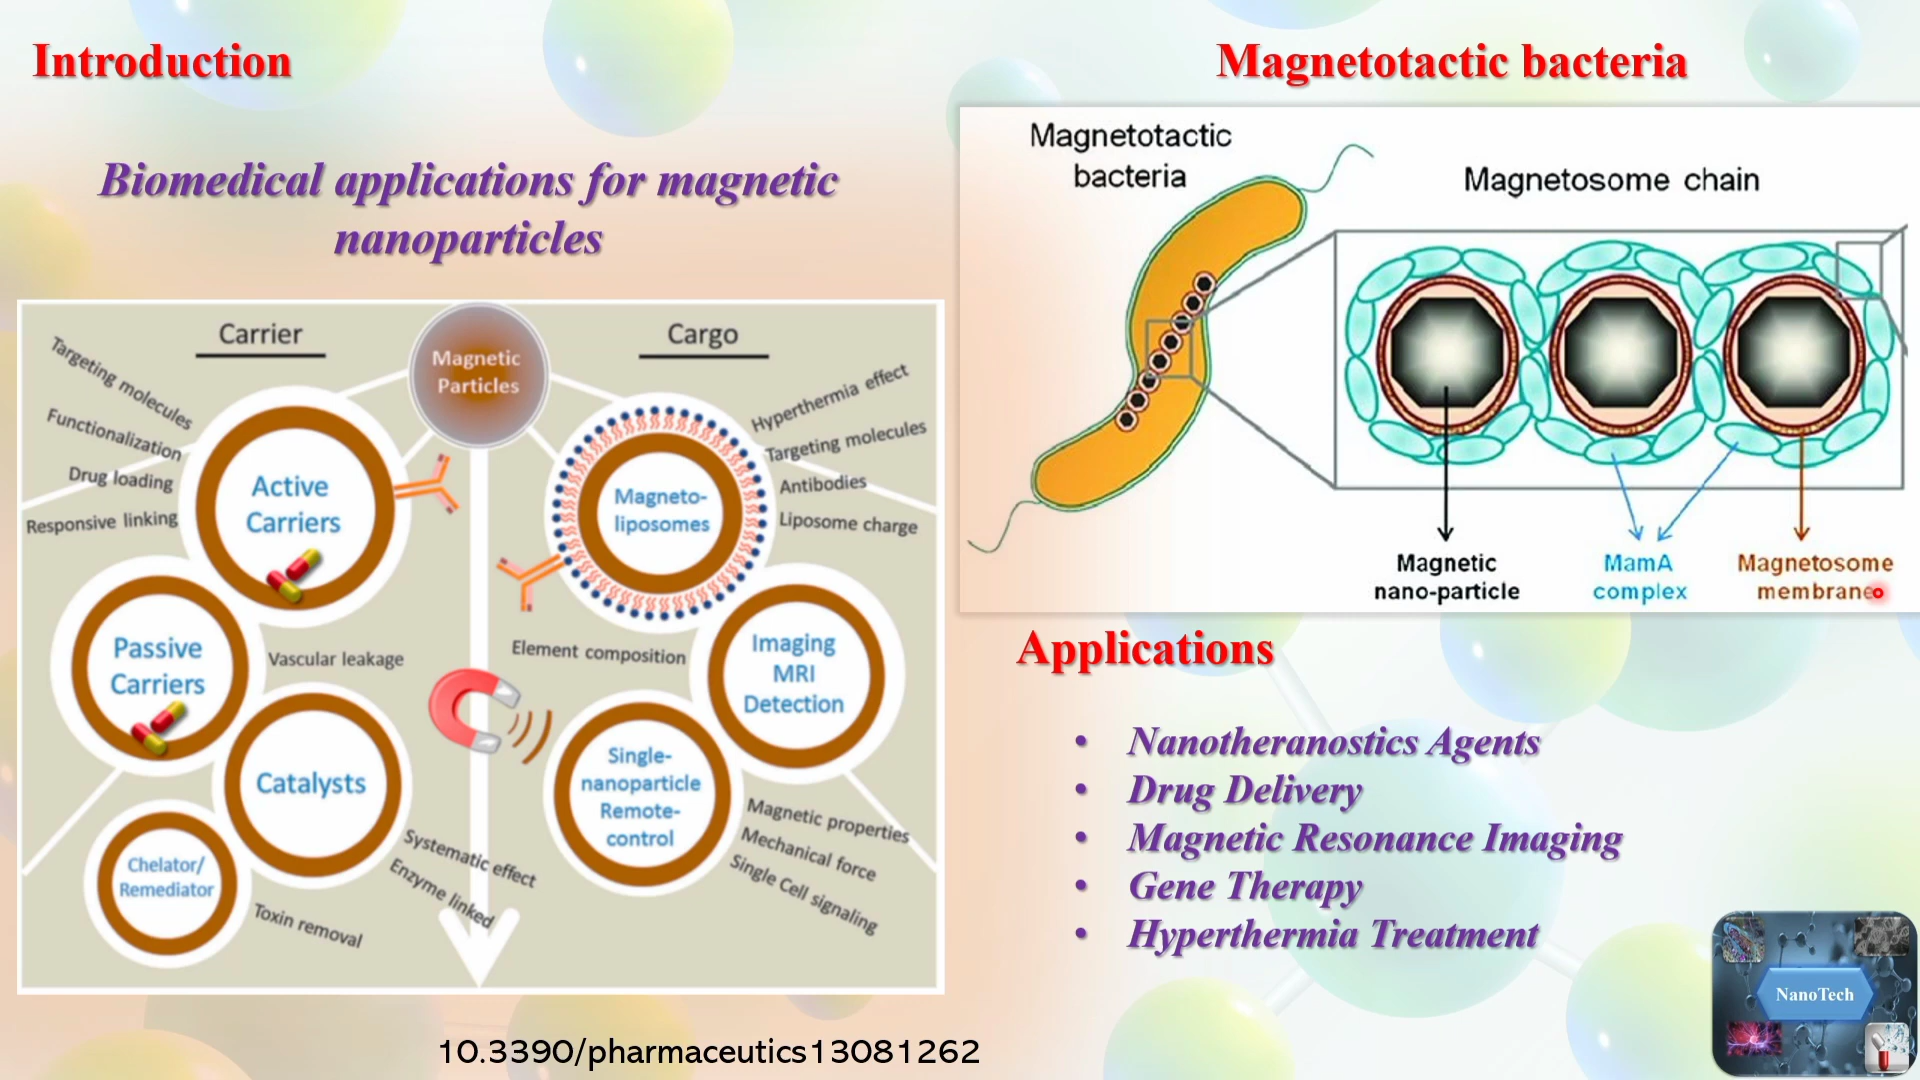 Introduction
Biomedical applications for magnetic
nanoparticles
Carrier
Magnetic
Particles
Cargo
Targeting molecules
Functionalization
Drug loading
Responsive linking
Active
Carriers
Magneto-
liposomes
Hyperthermia effect
Targeting molecules
Antibodies
Liposome charge
Passive
Carriers
Vascular leakage
Element composition
Imaging
MRI
Detection
Catalysts
Single-
nanoparticle
Remote-
control
Chelator/
Remediator
Toxin removal
Systematic effect
Enzyme linked
Magnetic properties
Mechanical force
Single Cell signaling
10.3390/pharmaceutics13081262
Magnetotactic bacteria
Magnetotactic
bacteria
Magnetosome chain
Magnetic
nano-particle
MamA
complex
Magnetosome
membrane
Applications
• Nanotheranostics Agents
• Drug Delivery
• Magnetic Resonance Imaging
• Gene Therapy
• Hyperthermia Treatment
NanoTech